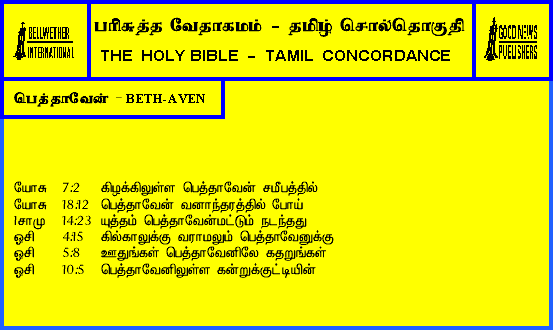 BELLWETHER INTERNATIONAL
பரிசுத்த வேதாகமம் - தமிழ் சொல்தொகுதி
THE HOLY BIBLE - TAMIL CONCORDANCE
GOOD NEWS PUBLISHERS
பெத்தாவேன் - BETH-AVEN
யோசு 7:2 கிழக்கிலுள்ள பெத்தாவேன் சமீபத்தில்
யோசு 18:12 பெத்தாவேன் வனாந்தரத்தில் போய்
1சாமு 14:23 யுத்தம் பெத்தாவேன்மட்டும் நடந்தது
ஓசி 4:15 கில்காலுக்கு வராமலும் பெத்தாவேனுக்கு
ஓசி 5:8 ஊதுங்கள் பெத்தாவேனிலே கதறுங்கள்
ஓசி 10:5 பெத்தாவேனிலுள்ள கன்றுக்குட்டியின்